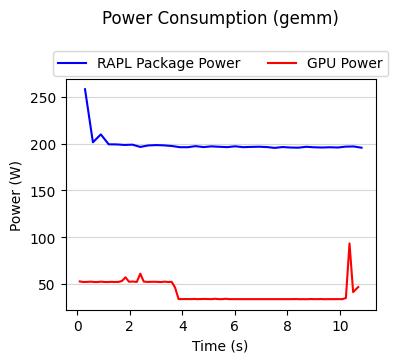 Power Consumption (gemm)
RAPL Package Power
GPU Power
Power (W)
250
200
150
100
50
0
2
4
6
8
10
Time (s)